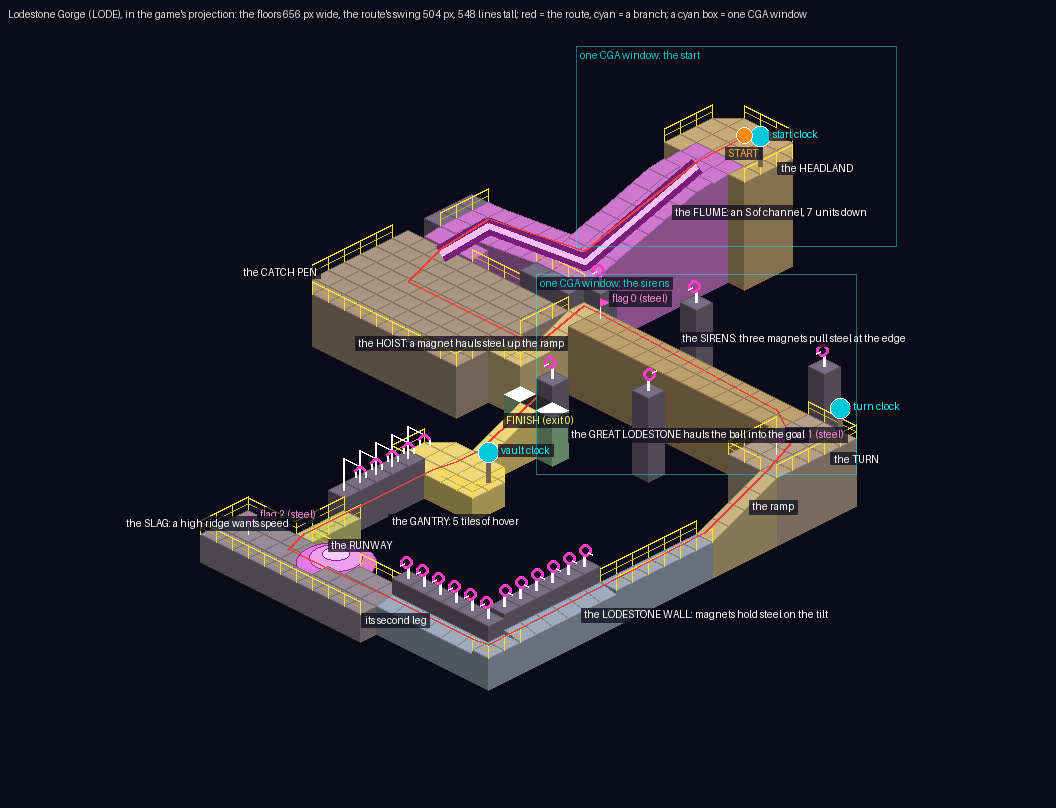 Lodestone Gorge (LODE), in the game's projection: the floors 656 px wide, the route's swing 504 px, 548 lines tall; red = the route, cyan = a branch; a cyan box = one CGA window
one CGA window: the start
start clock
START
the HEADLAND
the FLUME: an S of channel, 7 units down
the CATCH PEN
one CGA window: the sirens
flag 0 (steel)
the SIRENS: three magnets pull steel at the edge
the HOIST: a magnet hauls steel up the ramp
turn clock
FINISH (exit 0)
the GREAT LODESTONE hauls the ball into the goal
1 (steel)
vault clock
the TURN
the ramp
flag 2 (steel)
the SLAG: a high ridge wants speed
the GANTRY: 5 tiles of hover
the RUNWAY
its second leg
the LODESTONE WALL: magnets hold steel on the tilt